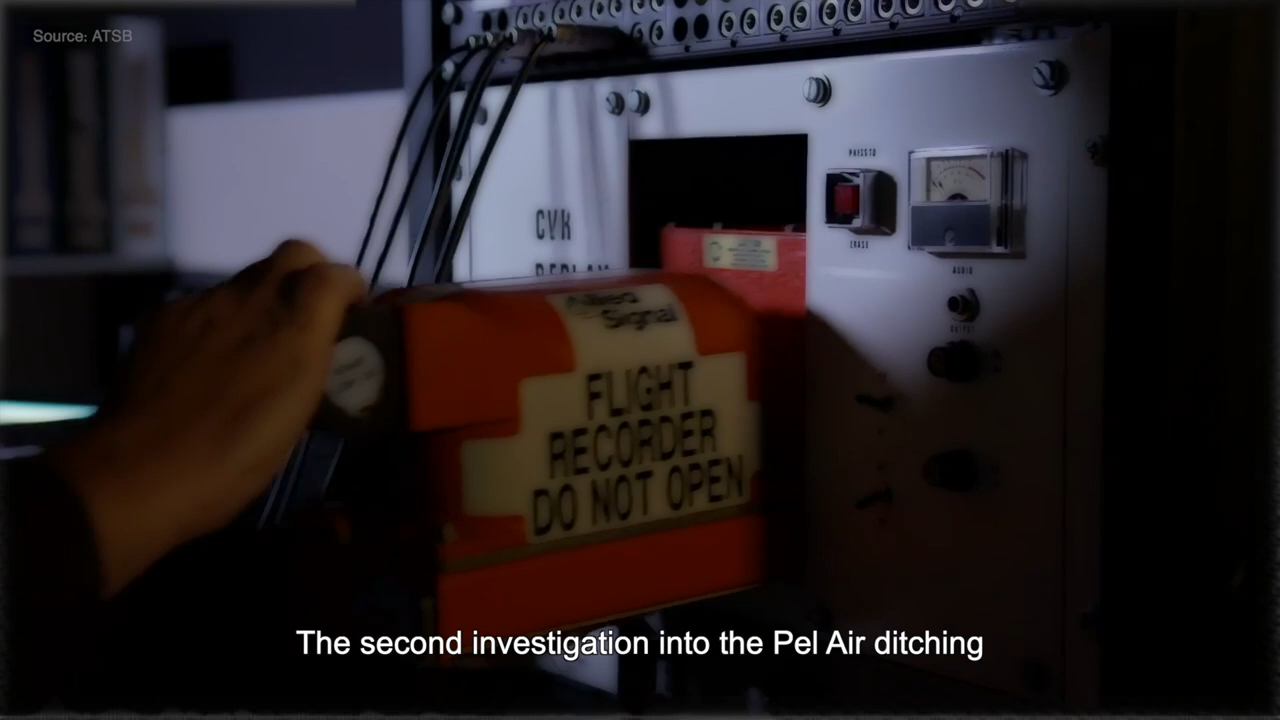 Source: ATSB
PRESS TO
ERASE
CVR
REPLAY
AUDIO
OUTPUT
Allied
Signal
FLIGHT
RECORDER
DO NOT OPEN
The second investigation into the Pel Air ditching